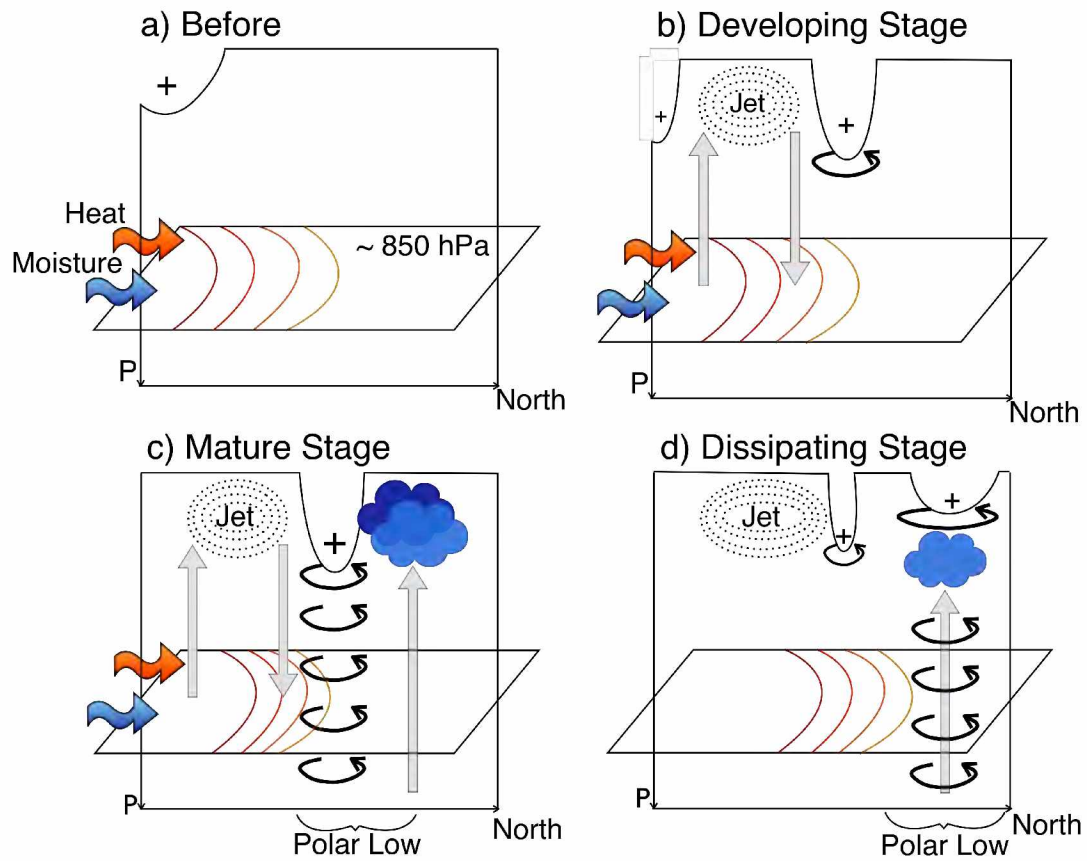 a) Before
+
Heat
Moisture
~ 850 hPa
P
North
b) Developing Stage
+
Jet
+
P
North
c) Mature Stage
Jet
+
P
North
Polar Low
d) Dissipating Stage
Jet
+
+
P
North
Polar Low